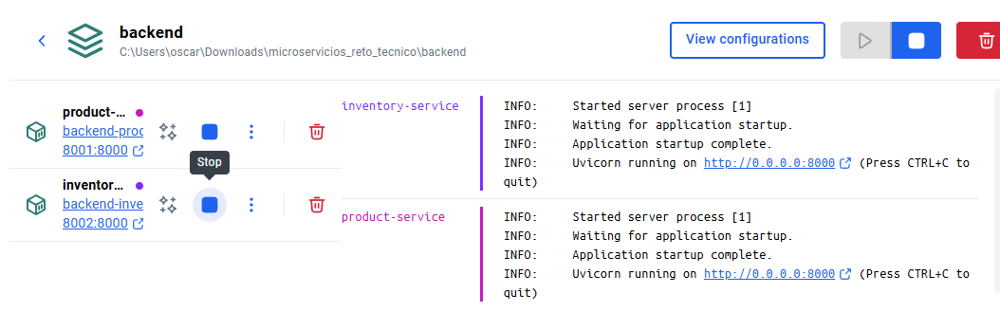 backend
C:\Users\oscar\Downloads\microservicios_reto_tecnico\backend
View configurations
product-...
backend-proc
8001:8000
Stop
inventor...
backend-inve
8002:8000
inventory-service
INFO: Started server process [1]
INFO: Waiting for application startup.
INFO: Application startup complete.
INFO: Uvicorn running on http://0.0.0.0:8000 (Press CTRL+C to
quit)
product-service
INFO: Started server process [1]
INFO: Waiting for application startup.
INFO: Application startup complete.
INFO: Uvicorn running on http://0.0.0.0:8000 (Press CTRL+C to
quit)